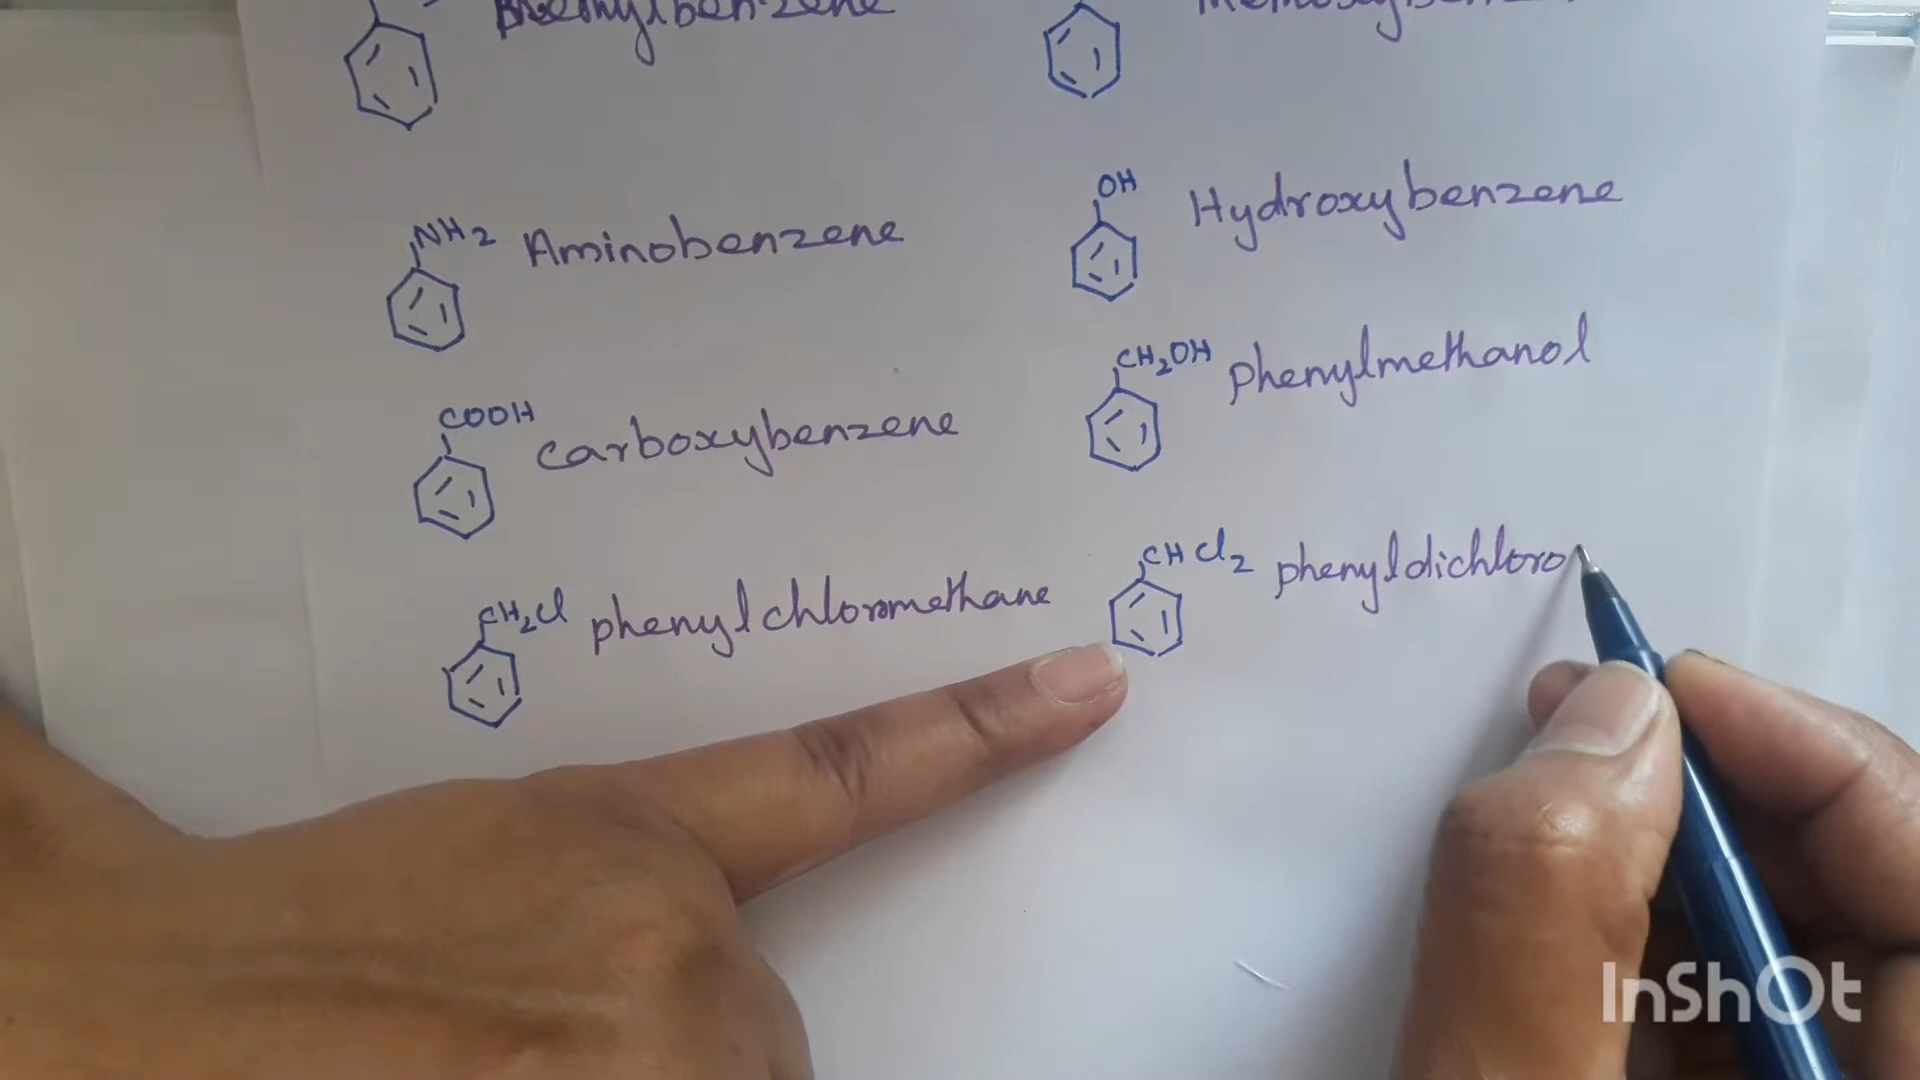 NH2 Aminobenzene
OH Hydroxybenzene
COOH carboxybenzene
CH2OH phenylmethanol
CH2Cl phenylchloromethane
CHCl2 phenyldichloro
InShOt